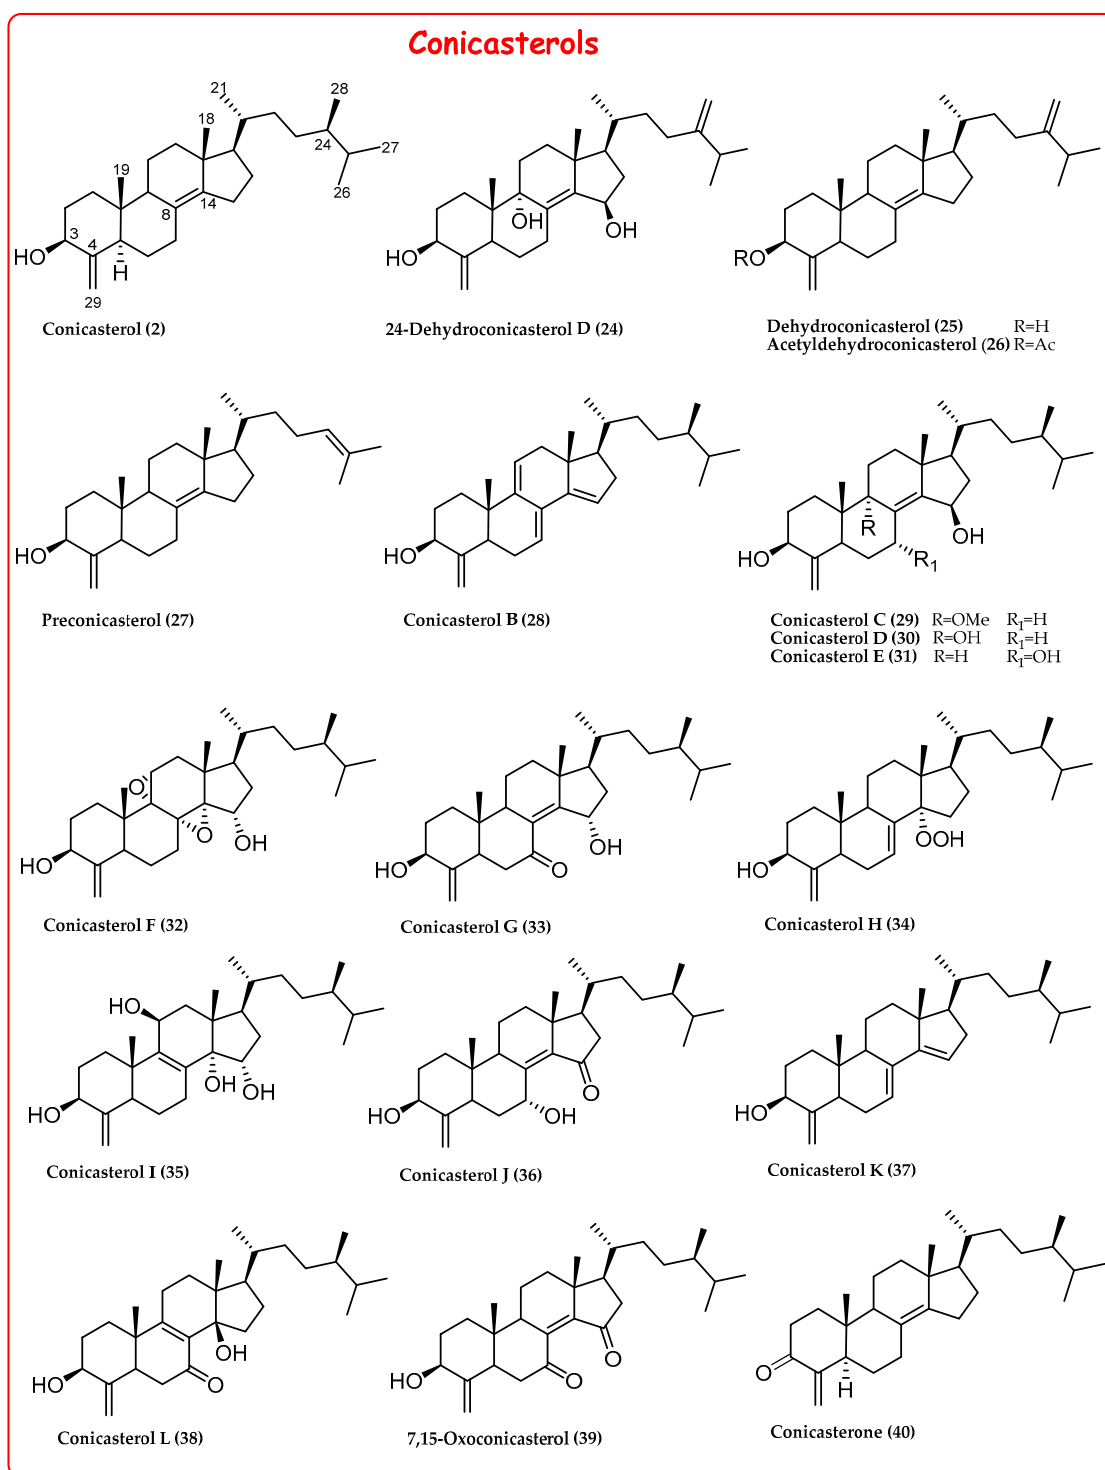 Conicasterols
21
28
18
24
27
19
26
8
14
3
4
HO
H
29
OH
OH
HO
RO
Conicasterol (2)
24-Dehydroconicasterol D (24)
Dehydroconicasterol (25) R=H
Acetyldehydroconicasterol (26) R=Ac
HO
HO
R
OH
HO
R1
Preconicasterol (27)
Conicasterol B (28)
Conicasterol C (29) R=OMe R1=H
Conicasterol D (30) R=OH R1=H
Conicasterol E (31) R=H R1=OH
O
O
OH
HO
OH
HO
O
OOH
HO
Conicasterol F (32)
Conicasterol G (33)
Conicasterol H (34)
HO
OH
OH
HO
O
HO
OH
HO
Conicasterol I (35)
Conicasterol J (36)
Conicasterol K (37)
OH
HO
O
O
HO
O
O
H
Conicasterol L (38)
7,15-Oxoconicasterol (39)
Conicasterone (40)